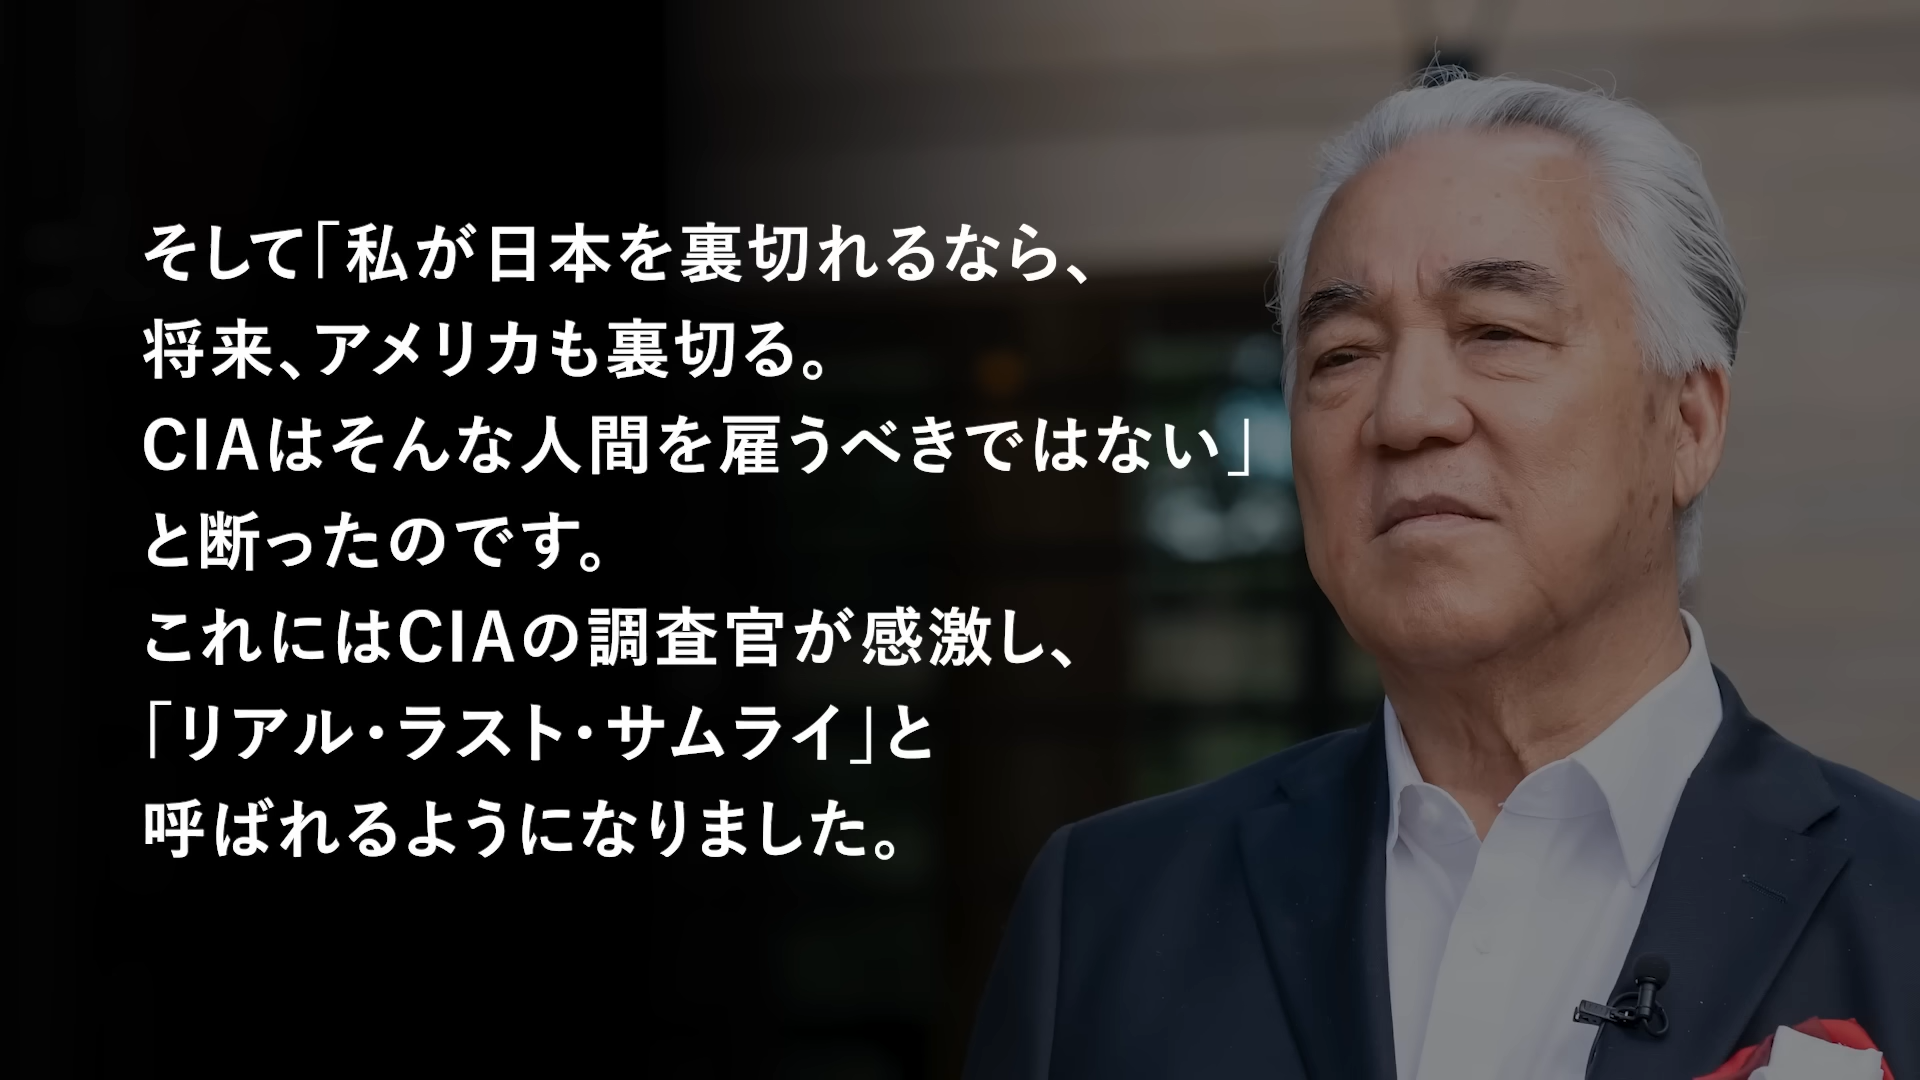 そして「私が日本を裏切れるなら、
将来、アメリカも裏切る。
CIAはそんな人間を雇うべきではない」
と断ったのです。
これにはCIAの調査官が感激し、
「リアル・ラスト・サムライ」と
呼ばれるようになりました。